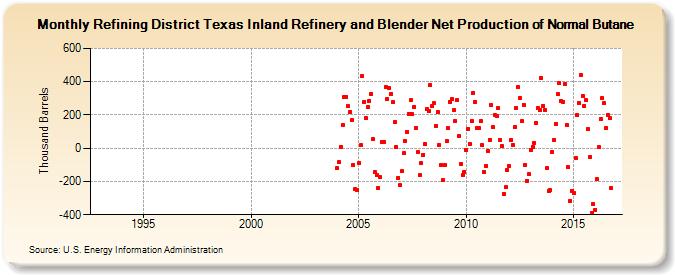 Monthly Refining District Texas Inland Refinery and Blender Net Production of Normal Butane
Thousand Barrels
600
400
200
0
-200
-400
1995 2000 2005 2010 2015
Source: U.S. Energy Information Administration